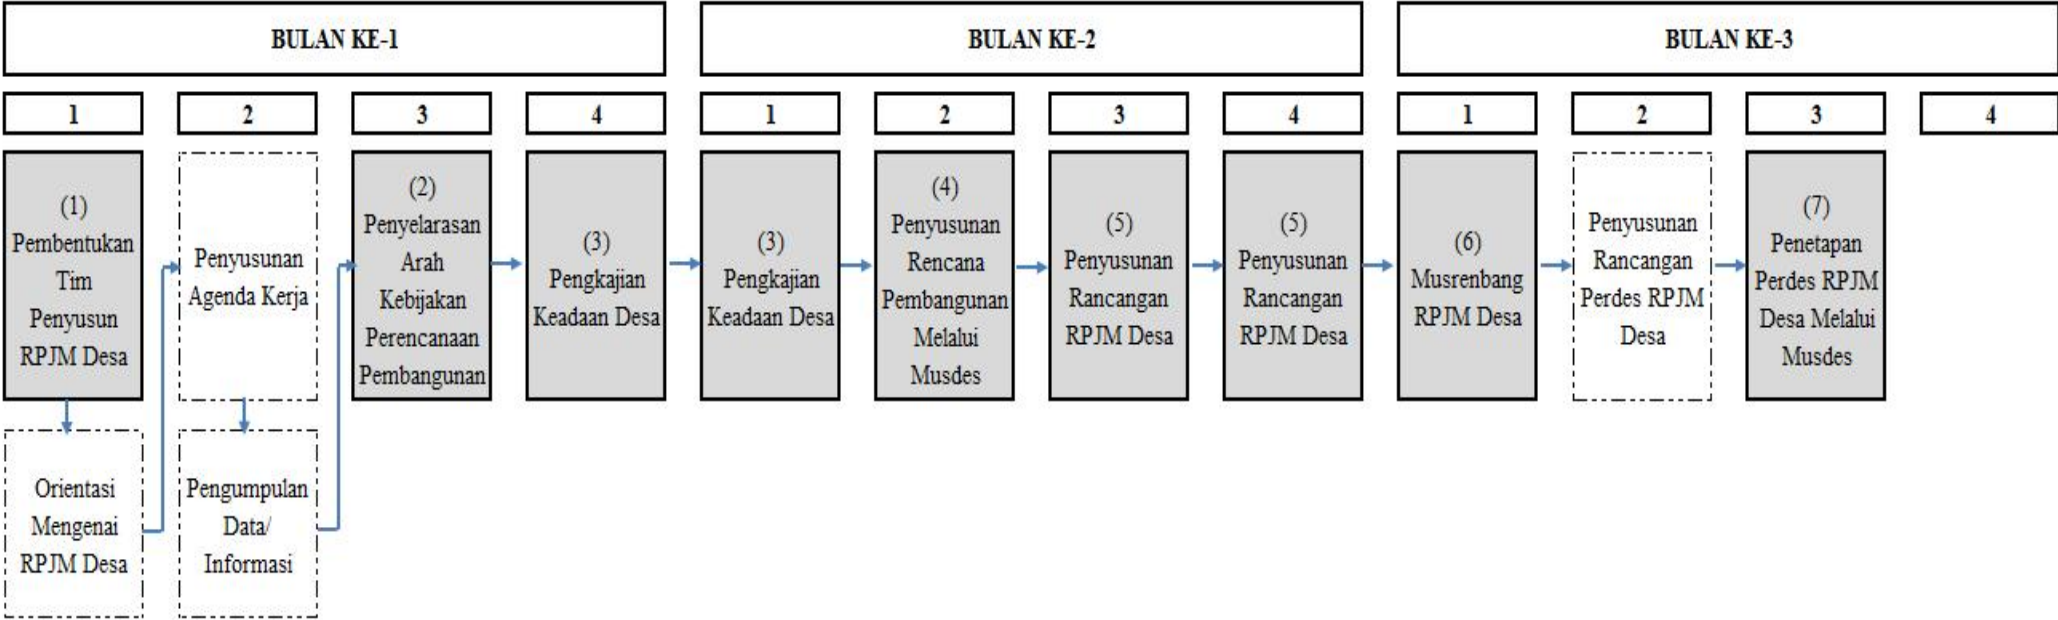 BULAN KE-1
BULAN KE-2
BULAN KE-3
1
2
3
4
1
2
3
4
1
2
3
4
(1)
Pembentukan
Tim
Penyusun
RPJM Desa
Orientasi
Mengenai
RPJM Desa
Penyusunan
Agenda Kerja
Pengumpulan
Data/
Informasi
(2)
Penyelarasan
Arah
Kebijakan
Perencanaan
Pembangunan
(3)
Pengkajian
Keadaan Desa
(3)
Pengkajian
Keadaan Desa
(4)
Penyusunan
Rencana
Pembangunan
Melalui
Musdes
(5)
Penyusunan
Rancangan
RPJM Desa
(5)
Penyusunan
Rancangan
RPJM Desa
(6)
Musrenbang
RPJM Desa
Penyusunan
Rancangan
Perdes RPJM
Desa
(7)
Penetapan
Perdes RPJM
Desa Melalui
Musdes